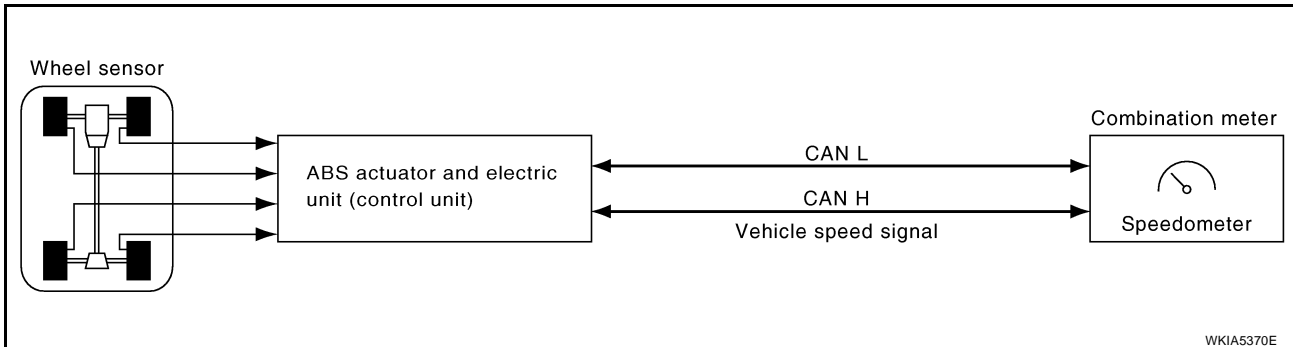 Wheel sensor
ABS actuator and electric
unit (control unit)
CAN L
CAN H
Vehicle speed signal
Combination meter
Speedometer
WKIA5370E